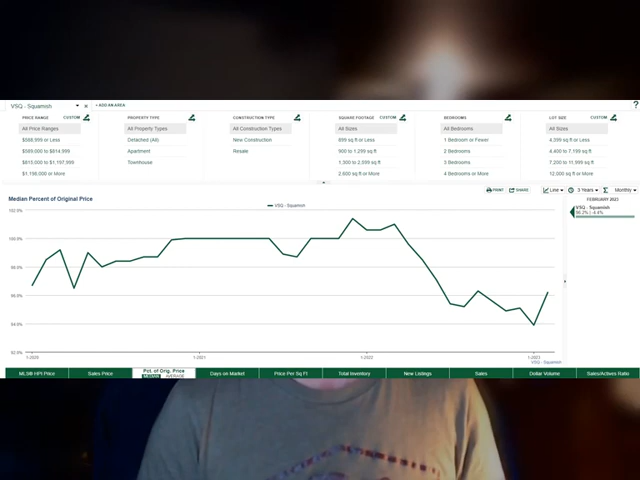 VSQ - Squamish
+ ADD AN AREA
?
PRICE RANGE CUSTOM
PROPERTY TYPE
CONSTRUCTION TYPE
SQUARE FOOTAGE CUSTOM
BEDROOMS
LOT SIZE CUSTOM
All Price Ranges
All Property Types
All Construction Types
All Sizes
All Bedrooms
All Sizes
$588,999 or Less
Detached (All)
New Construction
899 sq ft or Less
1 Bedroom or Fewer
4,399 sq ft or Less
$589,000 to $814,999
Apartment
Resale
900 to 1,299 sq ft
2 Bedrooms
4,400 to 7,199 sq ft
$815,000 to $1,197,999
Townhouse
1,300 to 2,599 sq ft
3 Bedrooms
7,200 to 11,999 sq ft
$1,198,000 or More
2,600 sq ft or More
4 Bedrooms or More
12,000 sq ft or More
PRINT SHARE Line 3 Years Monthly
Median Percent of Original Price
VSQ - Squamish
FEBRUARY 2023
VSQ - Squamish
96.2% | -4.4%
102.0%
100.0%
98.0%
96.0%
94.0%
92.0%
1-2020 1-2021 1-2022 1-2023
VSQ - Squamish
MLS® HPI Price
Sales Price
Pct. of Orig. Price
MEDIAN AVERAGE
Days on Market
Price Per Sq Ft
Total Inventory
New Listings
Sales
Dollar Volume
Sales/Actives Ratio